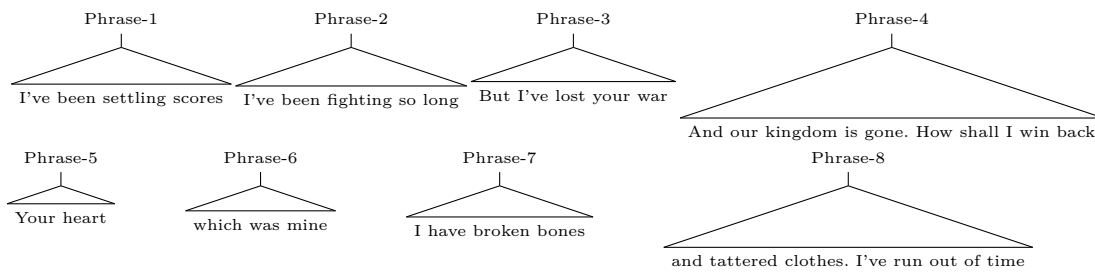 Phrase-1 Phrase-2 Phrase-3 Phrase-4
I've been settling scores I've been fighting so long But I've lost your war And our kingdom is gone. How shall I win back
Phrase-5 Phrase-6 Phrase-7 Phrase-8
Your heart which was mine I have broken bones and tattered clothes. I've run out of time